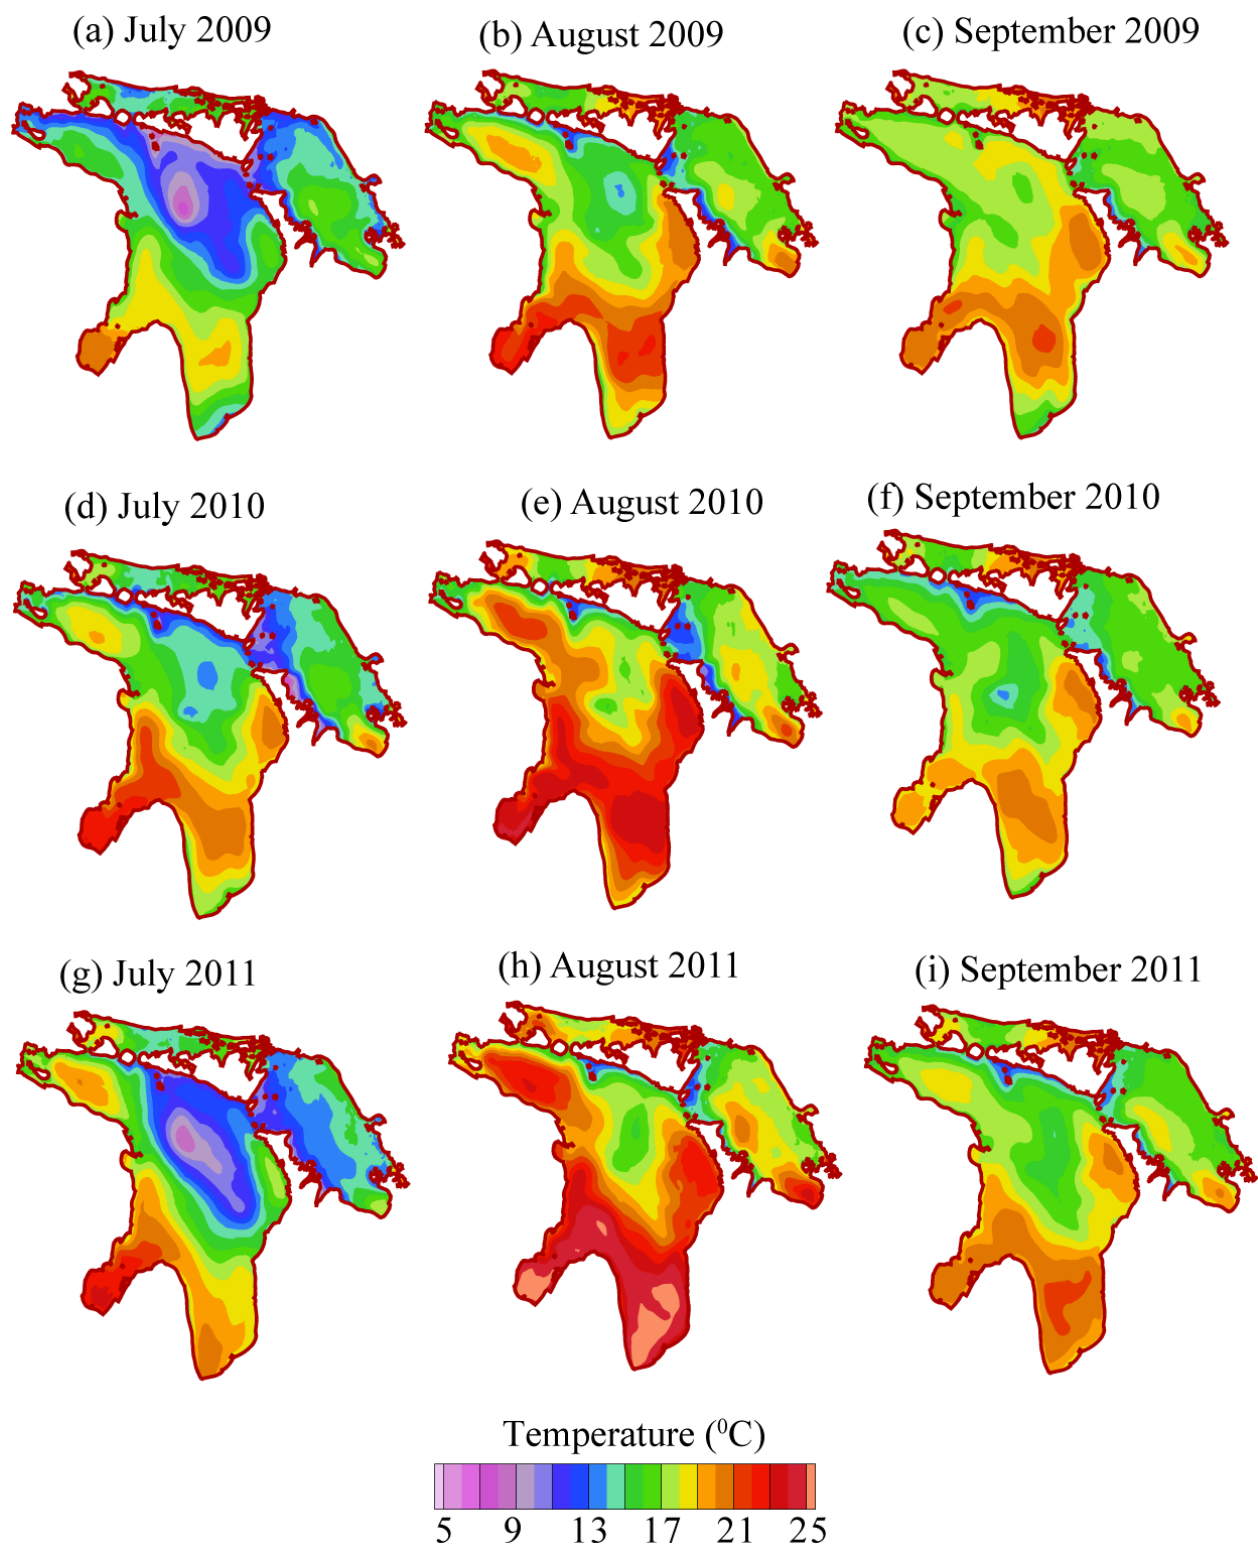 (a) July 2009
(b) August 2009
(c) September 2009
(d) July 2010
(e) August 2010
(f) September 2010
(g) July 2011
(h) August 2011
(i) September 2011
Temperature (⁰C)
5 9 13 17 21 25